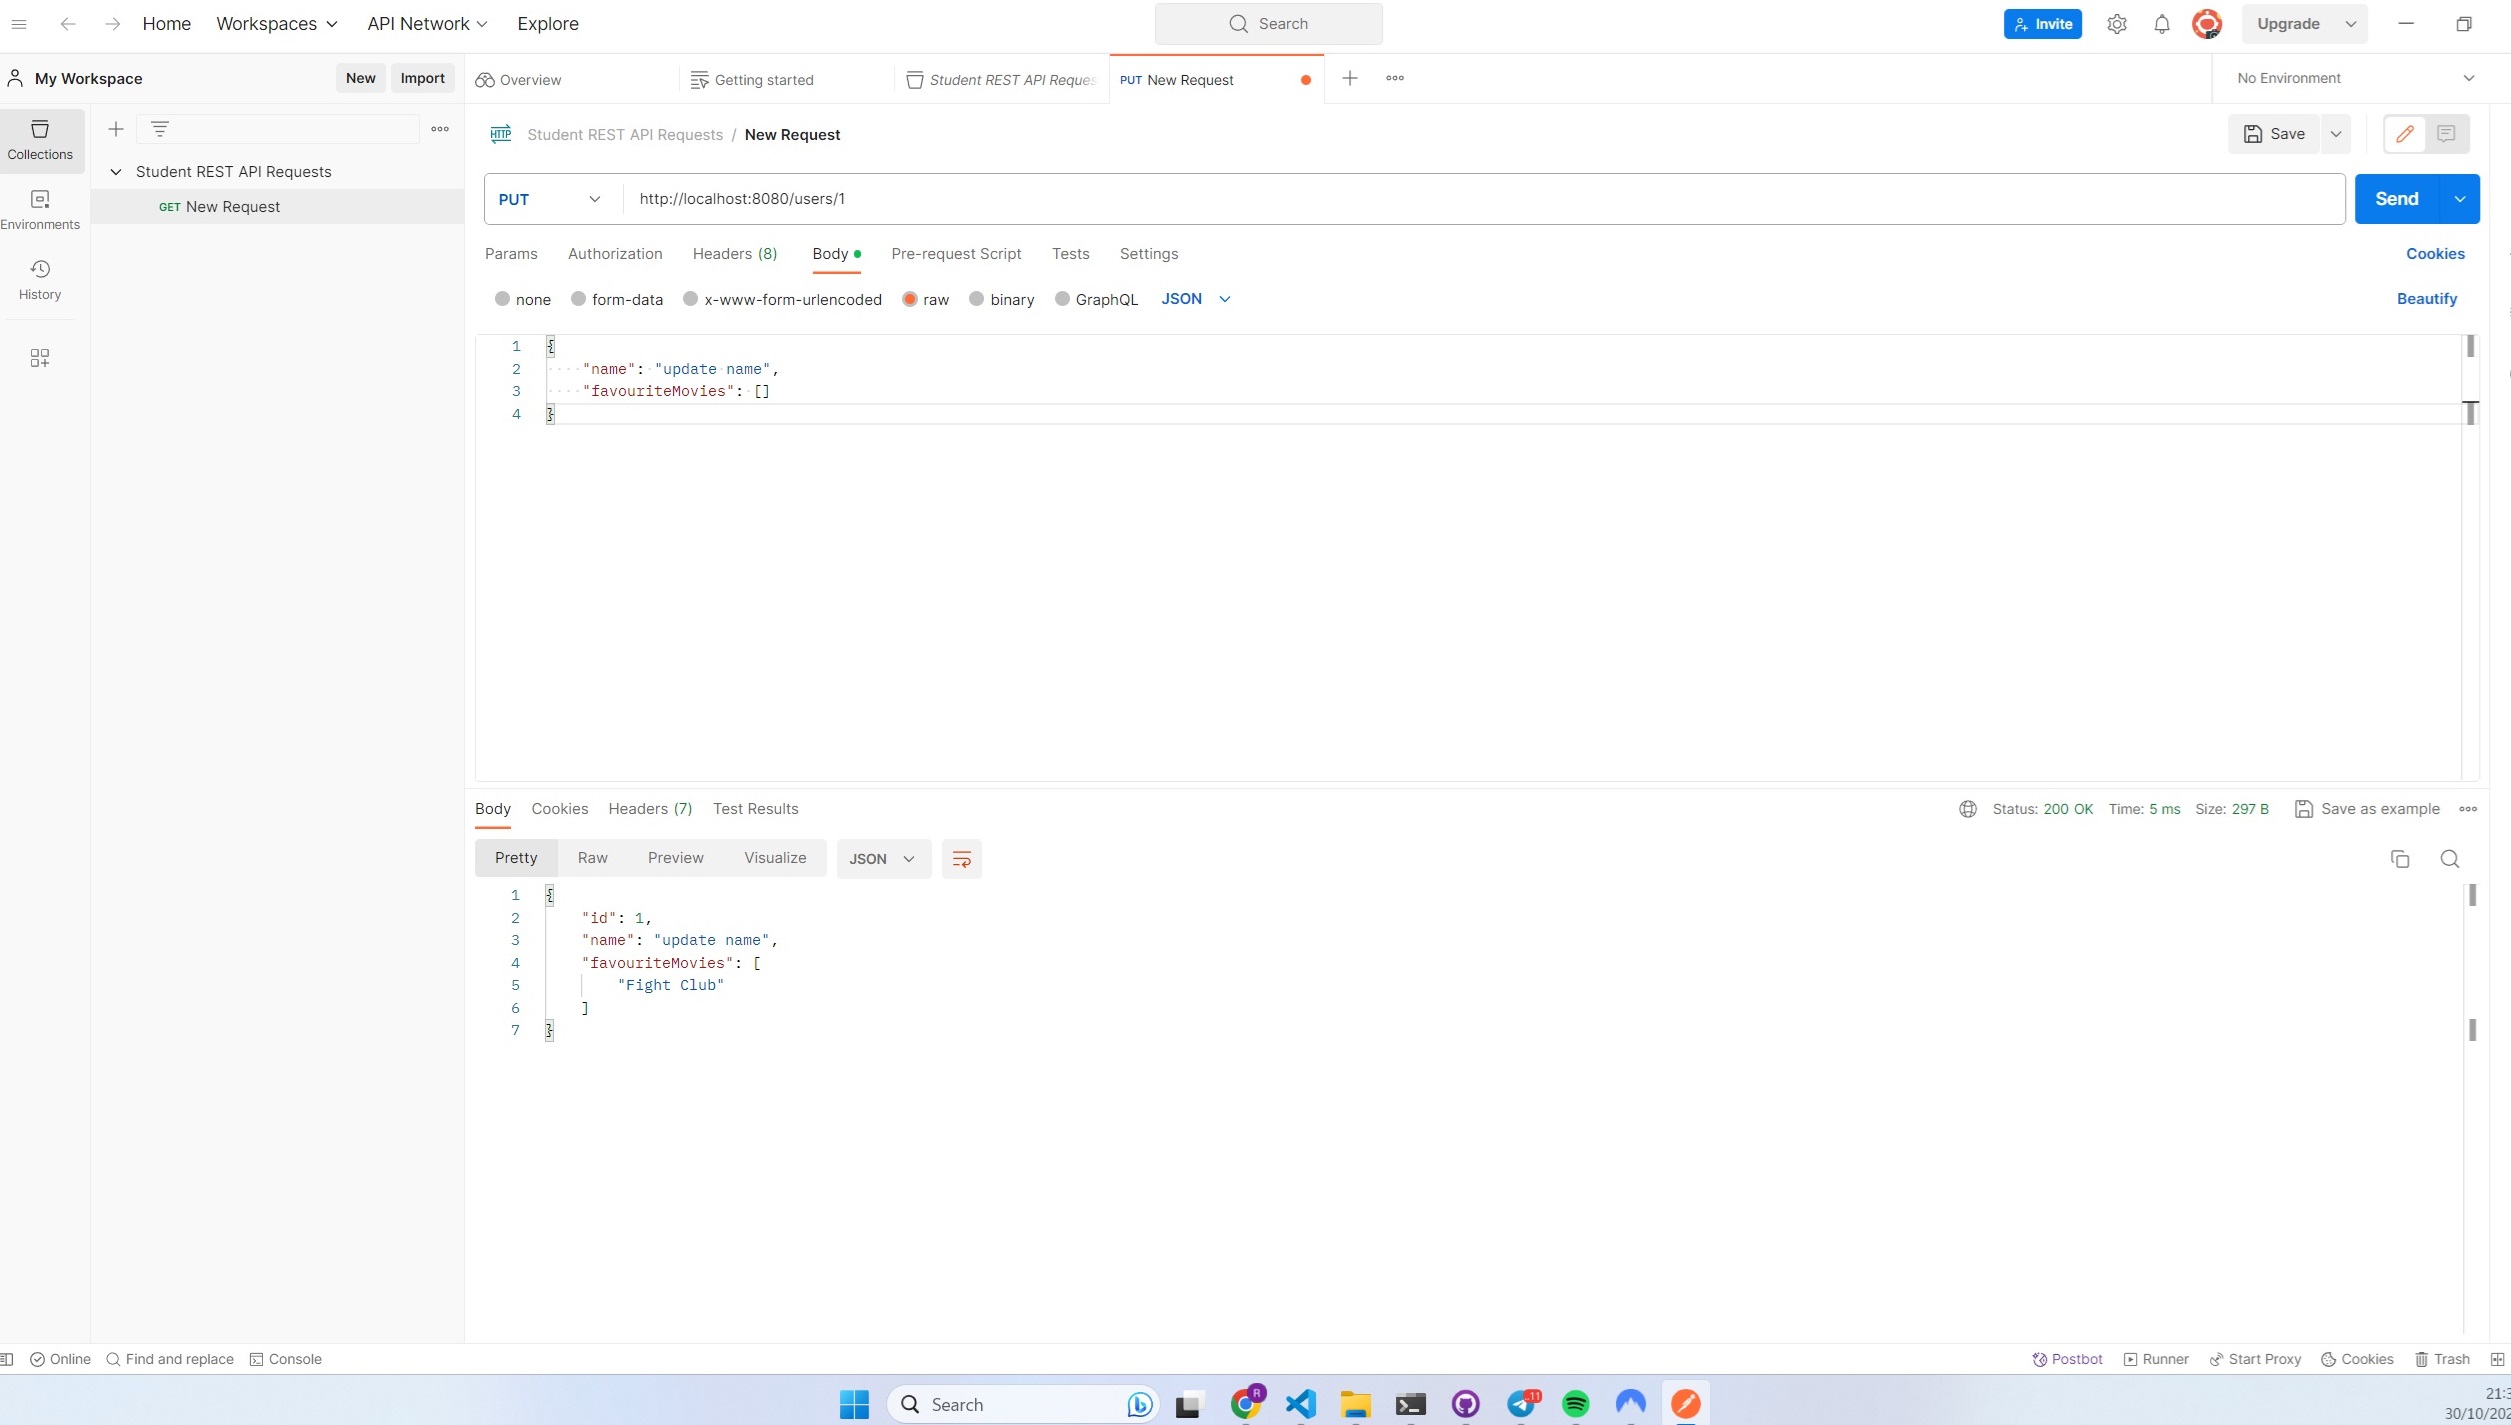 Home Workspaces API Network Explore Search Invite Upgrade
My Workspace New Import Overview Getting started Student REST API Reques PUT New Request No Environment
Collections
Student REST API Requests / New Request Save
Student REST API Requests
GET New Request
PUT http://localhost:8080/users/1 Send
Environments
Params Authorization Headers (8) Body Pre-request Script Tests Settings Cookies
History
none form-data x-www-form-urlencoded raw binary GraphQL JSON Beautify
1 {
2 "name": "update name",
3 "favouriteMovies": []
4 }
Body Cookies Headers (7) Test Results Status: 200 OK Time: 5 ms Size: 297 B Save as example
Pretty Raw Preview Visualize JSON
1 {
2 "id": 1,
3 "name": "update name",
4 "favouriteMovies": [
5 "Fight Club"
6 ]
7 }
Online Find and replace Console Postbot Runner Start Proxy Cookies Trash
Search R 11 21:3
30/10/202